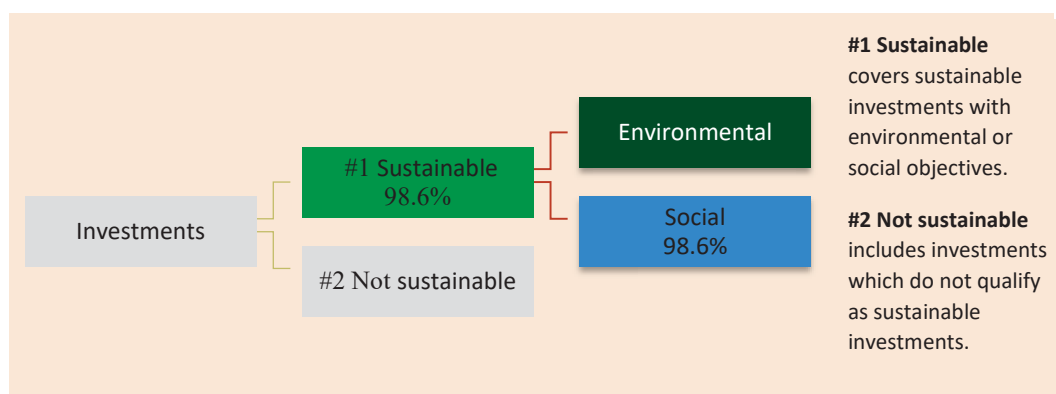 Investments
#1 Sustainable
98.6%
#2 Not sustainable
Environmental
Social
98.6%
#1 Sustainable
covers sustainable
investments with
environmental or
social objectives.
#2 Not sustainable
includes investments
which do not qualify
as sustainable
investments.